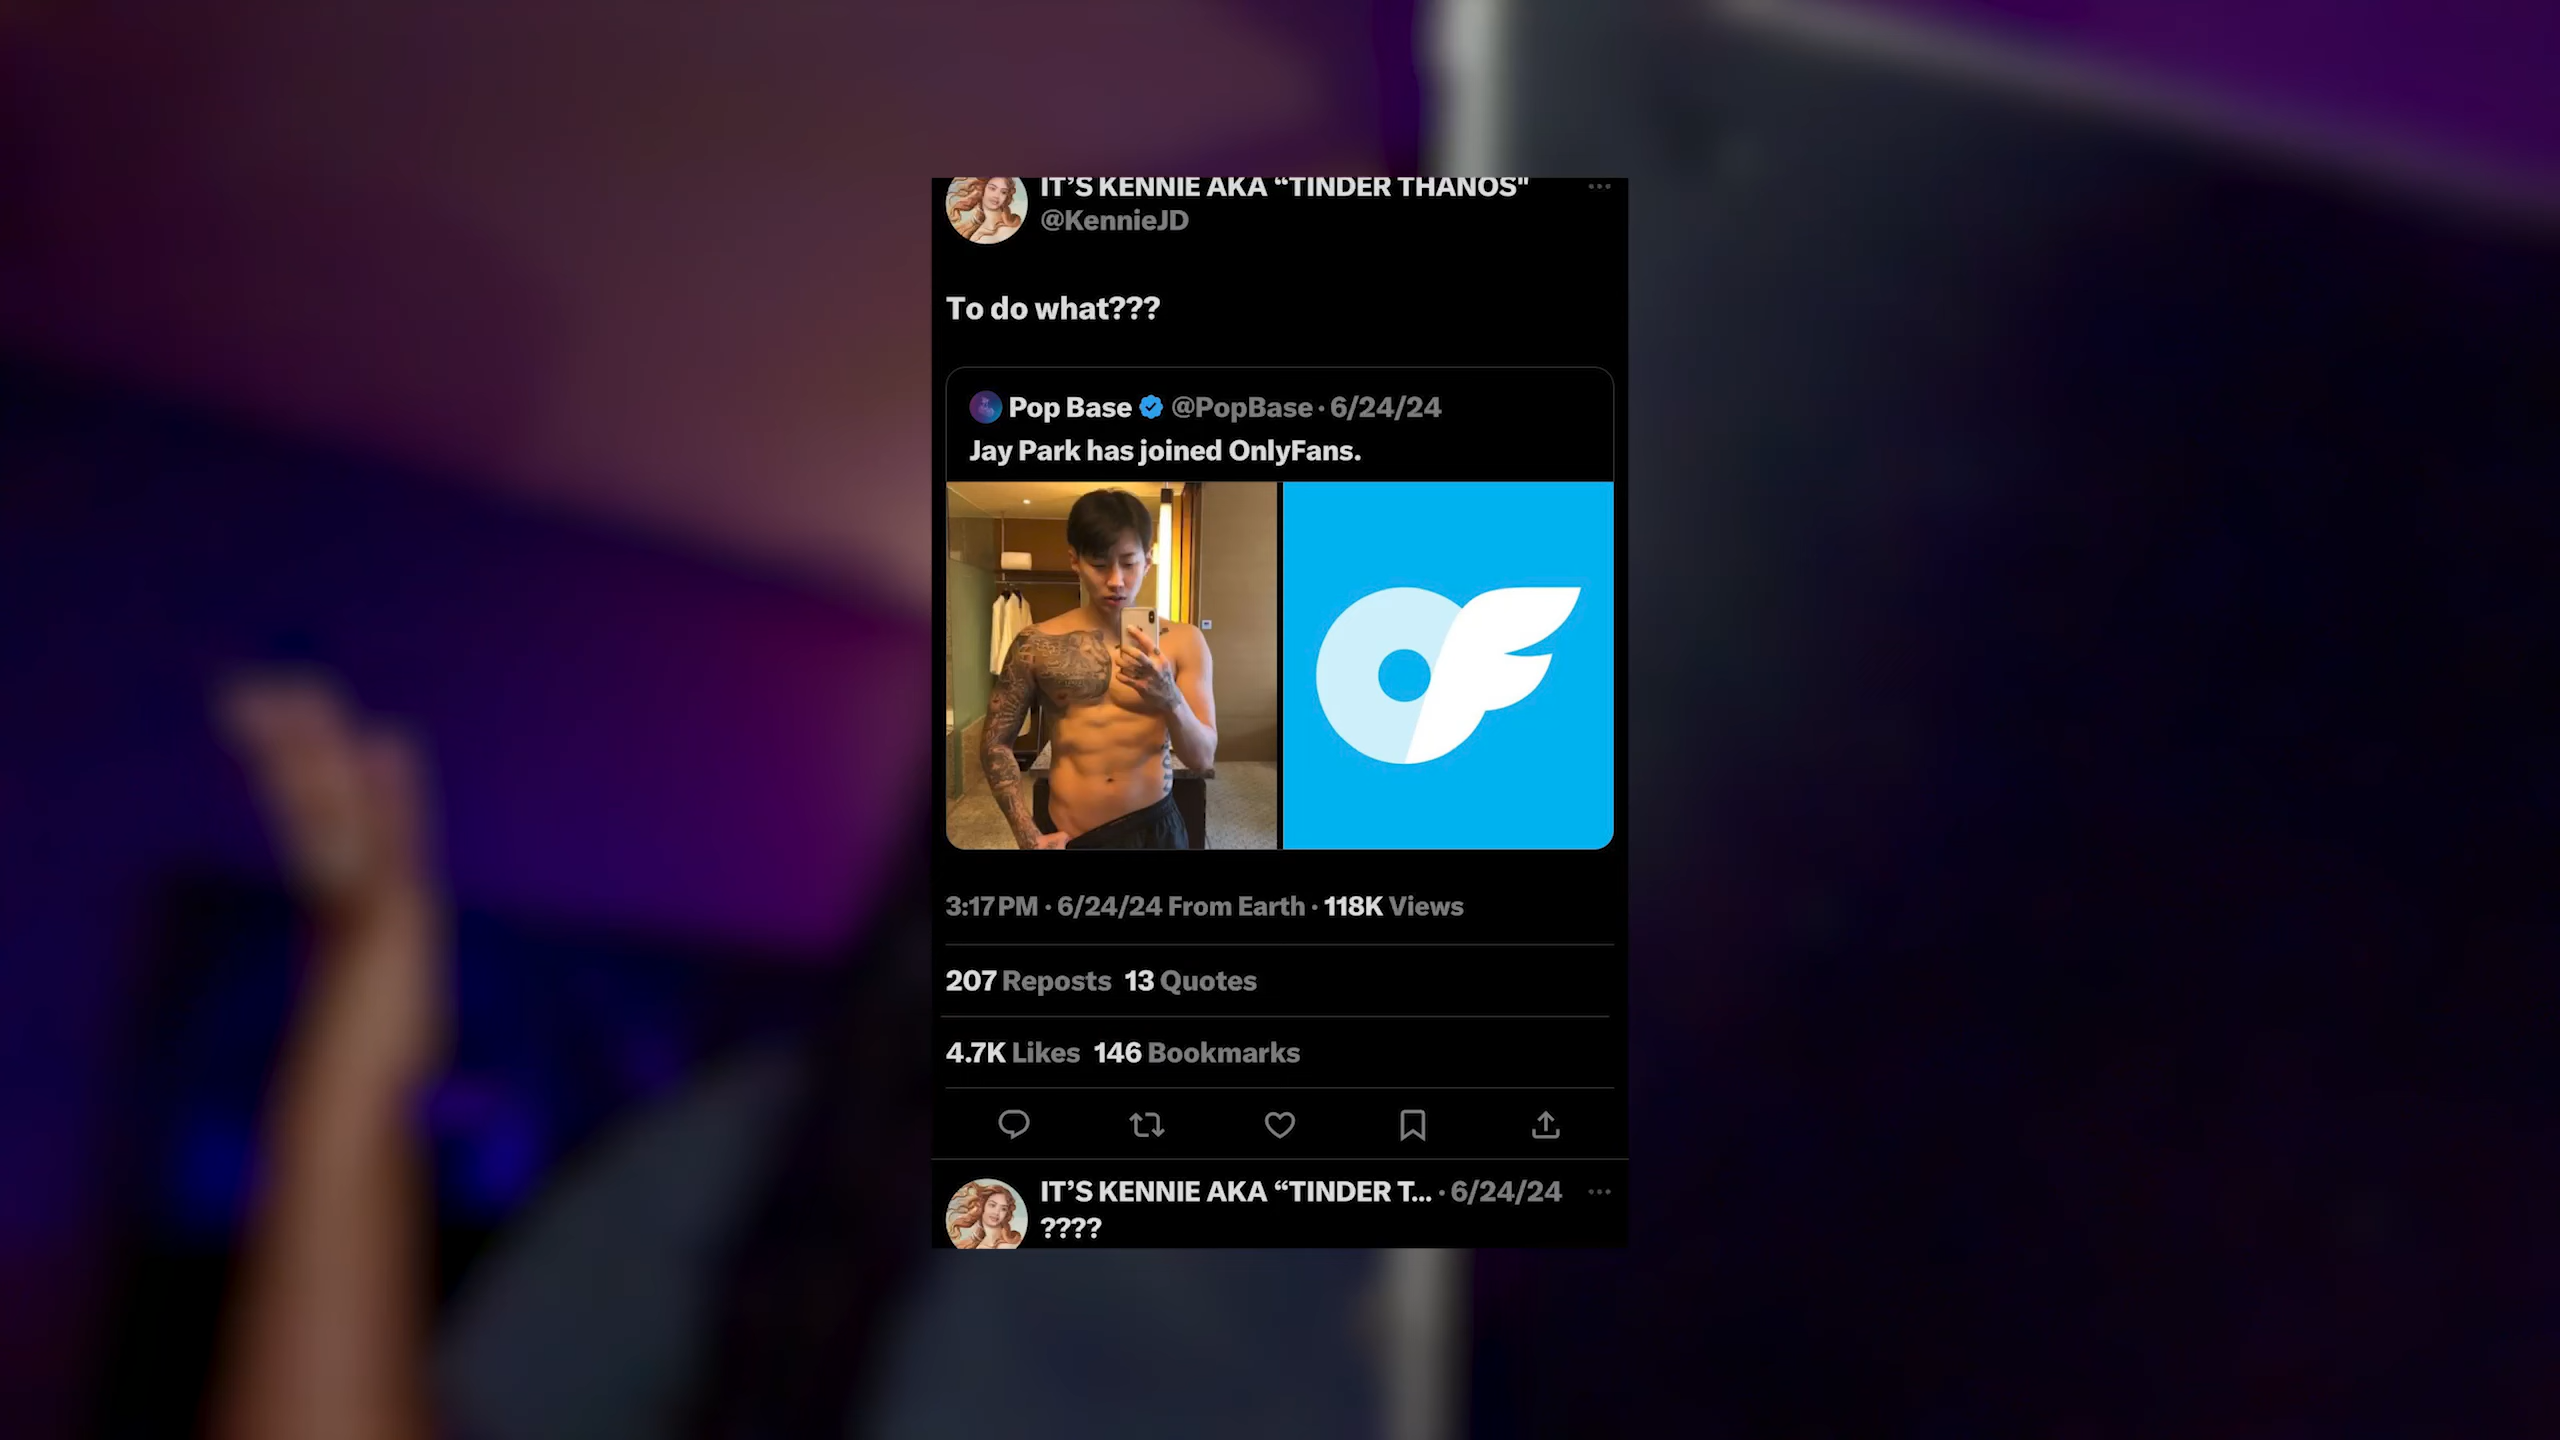 IT’S KENNIE AKA “TINDER THANOS"
@KennieJD
To do what???
Pop Base @PopBase · 6/24/24
Jay Park has joined OnlyFans.
3:17 PM · 6/24/24 From Earth · 118K Views
207 Reposts 13 Quotes
4.7K Likes 146 Bookmarks
IT’S KENNIE AKA “TINDER T... · 6/24/24
????